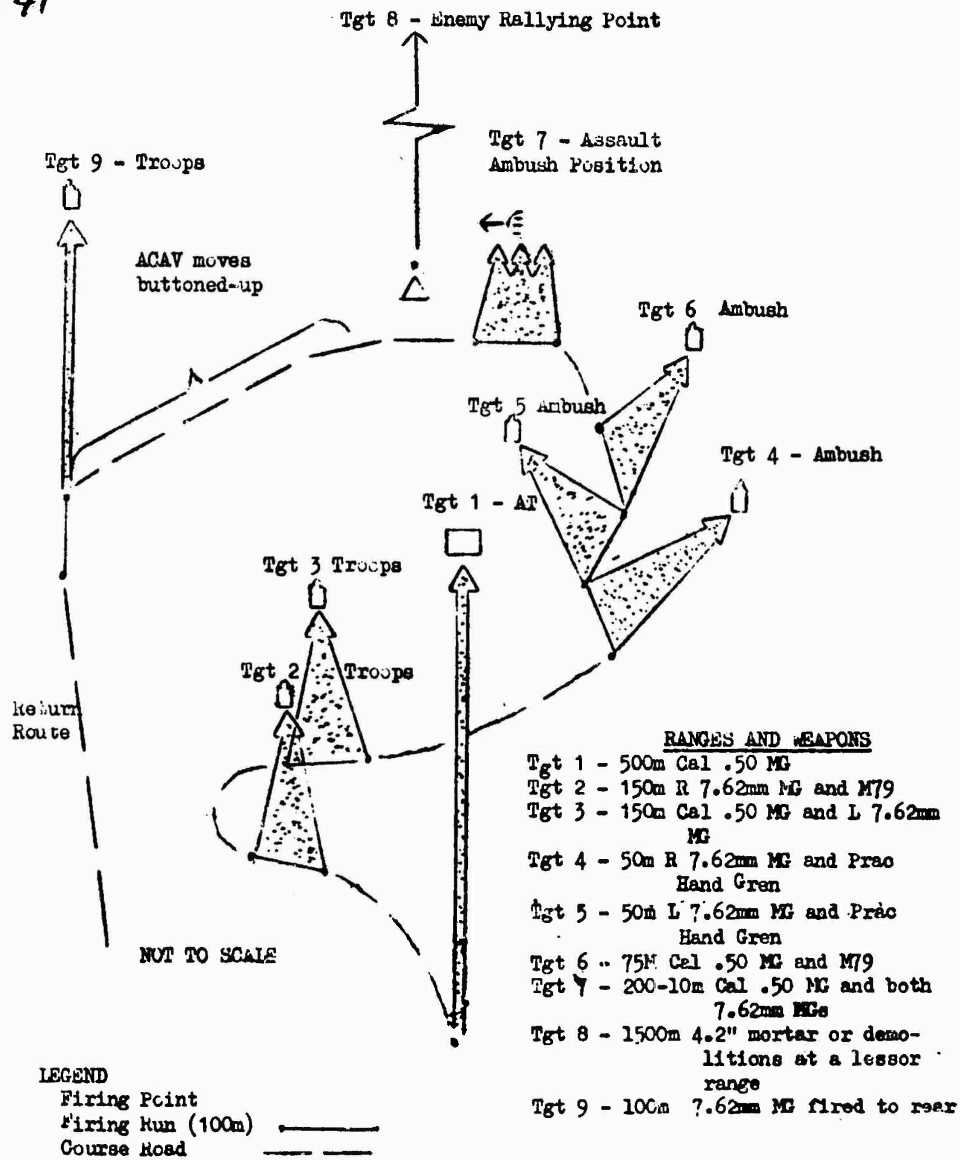 Tgt 8 - Enemy Rallying Point
Tgt 7 - Assault
Ambush Position
Tgt 9 - Troops
ACAV moves
buttoned-up
Tgt 6 Ambush
Tgt 5 Ambush
Tgt 4 - Ambush
Tgt 1 - AT
Tgt 3 Troops
Tgt 2 Troops
Return
Route
NOT TO SCALE
RANGES AND WEAPONS
Tgt 1 - 500m Cal .50 MG
Tgt 2 - 150m R 7.62mm MG and M79
Tgt 3 - 150m Cal .50 MG and L 7.62mm
MG
Tgt 4 - 50m R 7.62mm MG and Prac
Hand Gren
Tgt 5 - 50m L 7.62mm MG and Prac
Hand Gren
Tgt 6 - 75M Cal .50 MG and M79
Tgt 7 - 200-10m Cal .50 MG and both
7.62mm MGs
Tgt 8 - 1500m 4.2" mortar or demo-
litions at a lessor
range
Tgt 9 - 100m 7.62mm MG fired to rear
LEGEND
Firing Point
Firing Run (100m)
Course Road